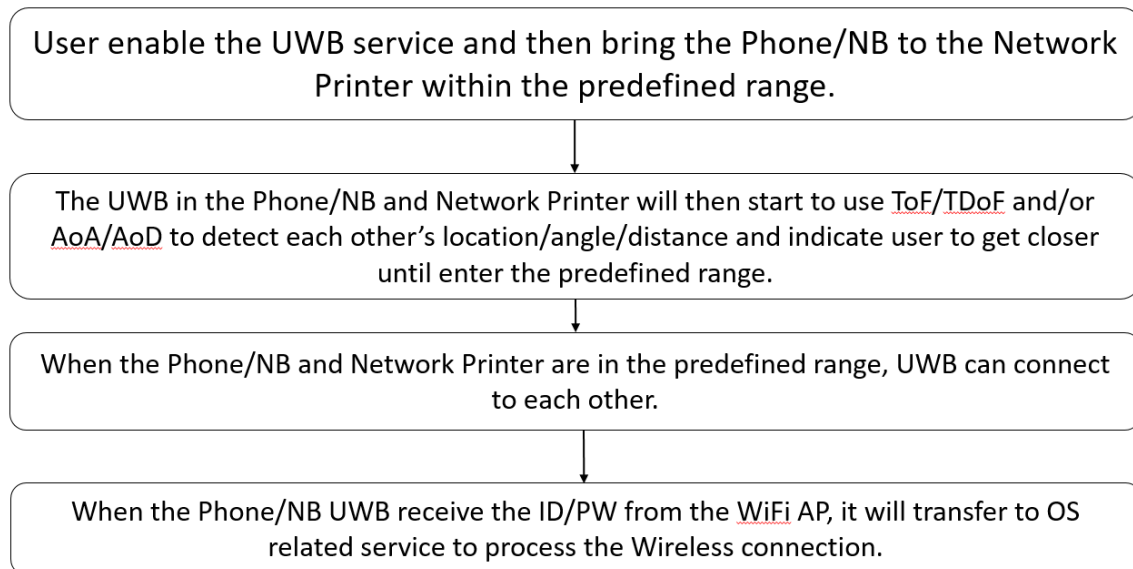 User enable the UWB service and then bring the Phone/NB to the Network
Printer within the predefined range.
The UWB in the Phone/NB and Network Printer will then start to use ToF/TDoF and/or
AoA/AoD to detect each other’s location/angle/distance and indicate user to get closer
until enter the predefined range.
When the Phone/NB and Network Printer are in the predefined range, UWB can connect
to each other.
When the Phone/NB UWB receive the ID/PW from the WiFi AP, it will transfer to OS
related service to process the Wireless connection.